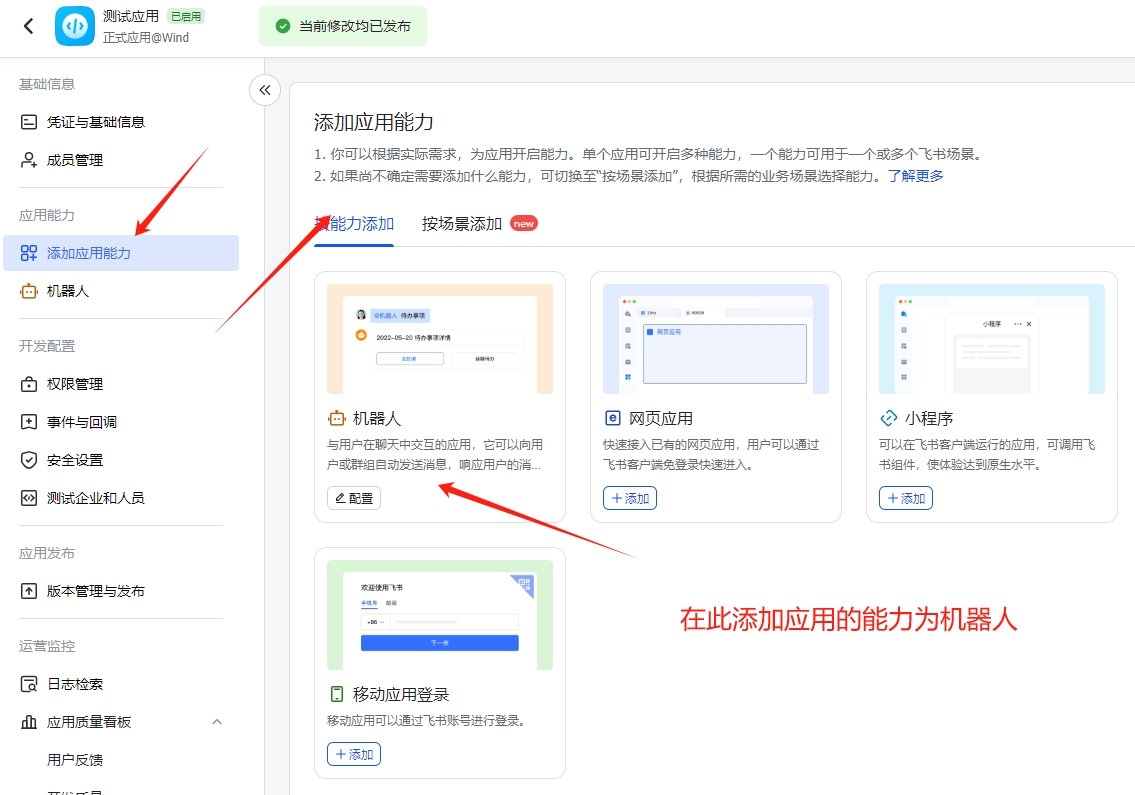 测试应用 已启用
正式应用@Wind
当前修改均已发布
基础信息
凭证与基础信息
成员管理
应用能力
添加应用能力
机器人
开发配置
权限管理
事件与回调
安全设置
测试企业和人员
应用发布
版本管理与发布
运营监控
日志检索
应用质量看板
用户反馈
添加应用能力
1. 你可以根据实际需求，为应用开启能力。单个应用可开启多种能力，一个能力可用于一个或多个飞书场景。
2. 如果尚不确定需要添加什么能力，可切换至“按场景添加”，根据所需的业务场景选择能力。了解更多
按能力添加 按场景添加 new
@机器人 待办事项
2022-05-20 待办事项详情
机器人
与用户在聊天中交互的应用，它可以向用
户或群组自动发送消息，响应用户的消...
配置
网页应用
网页应用
快速接入已有的网页应用，用户可以通过
飞书客户端免登录快速进入。
添加
小程序
小程序
可以在飞书客户端运行的应用，可调用飞
书组件，使体验达到原生水平。
添加
欢迎使用飞书
手机号 邮箱
+86
下一步
移动应用登录
移动应用可以通过飞书账号进行登录。
添加
在此添加应用的能力为机器人